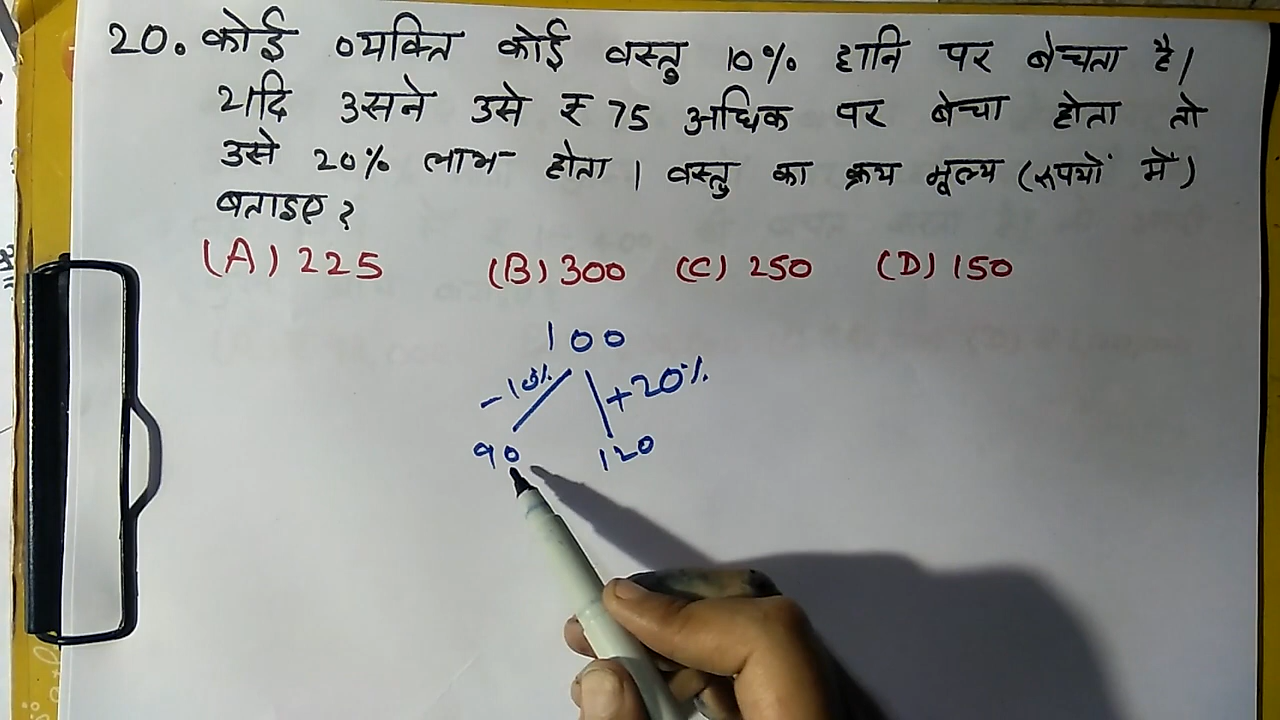 20. कोई व्यक्ति कोई वस्तु 10% हानि पर बेचता है।
यदि उसने उसे ₹ 75 अधिक पर बेचा होता तो
उसे 20% लाभ होता । वस्तु का क्रय मूल्य (रुपयों में)
बताइए ?
(A) 225 (B) 300 (C) 250 (D) 150
100
-10% +20%
90 120